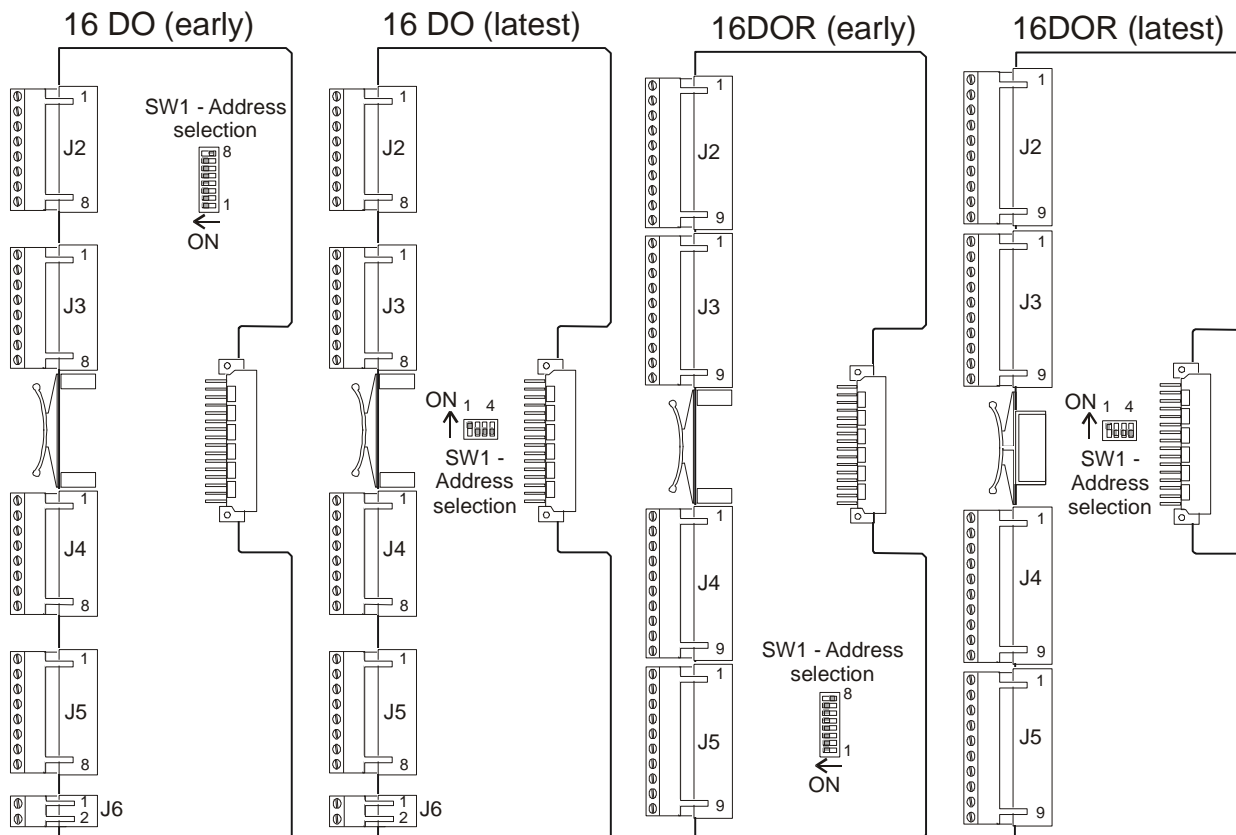 16 DO (early)
1
J2
8
SW1 - Address
selection
8
1
ON
1
J3
8
1
J4
8
1
J5
8
1
2
J6
16 DO (latest)
1
J2
8
1
J3
8
ON
1 4
SW1 -
Address
selection
1
J4
8
1
J5
8
1
2
J6
16DOR (early)
1
J2
9
1
J3
9
1
J4
9
SW1 - Address
selection
8
1
ON
1
J5
9
16DOR (latest)
1
J2
9
1
J3
9
ON
1 4
SW1 -
Address
selection
1
J4
9
1
J5
9